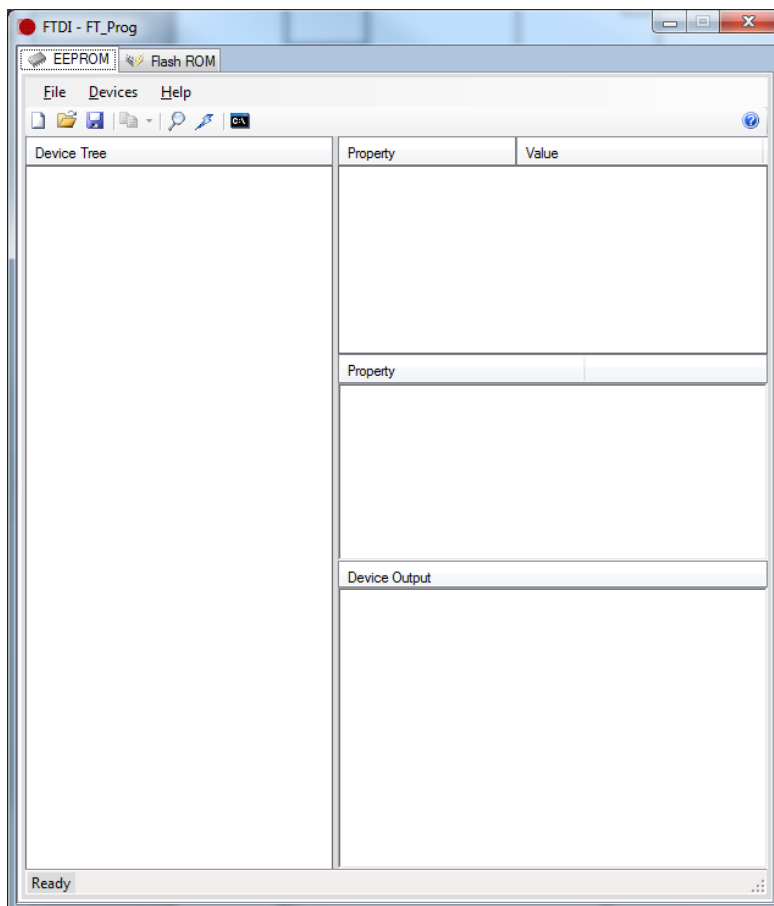 FTDI - FT_Prog
EEPROM Flash ROM
File Devices Help
C:\
Device Tree Property Value
Property
Device Output
Ready